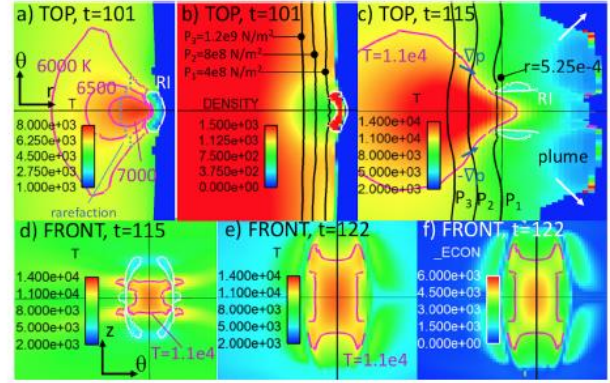 a) TOP, t=101
6000 K
6500
RI
θ
r
T
8.000e+03
6.250e+03
4.500e+03
2.750e+03
1.000e+03
7000
rarefaction
b) TOP, t=101
P₃=1.2e9 N/m²
P₂=8e8 N/m²
P₁=4e8 N/m²
DENSITY
1.500e+03
1.125e+03
7.500e+02
3.750e+02
0.000e+00
c) TOP, t=115
T=1.1e4
∇p
r=5.25e-4
RI
T
1.400e+04
1.100e+04
8.000e+03
5.000e+03
2.000e+03
∇p
plume
P₃ P₂ P₁
d) FRONT, t=115
T
1.400e+04
1.100e+04
8.000e+03
5.000e+03
2.000e+03
z
θ
T=1.1e4
e) FRONT, t=122
T
1.400e+04
1.100e+04
8.000e+03
5.000e+03
2.000e+03
T=1.1e4
f) FRONT, t=122
_ECON
6.000e+03
4.500e+03
3.000e+03
1.500e+03
0.000e+00